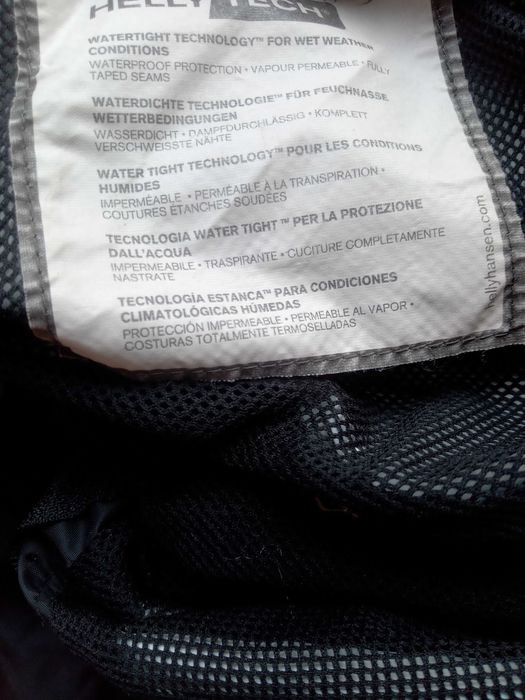 HELLY TECH®
WATERTIGHT TECHNOLOGY™ FOR WET WEATHER
CONDITIONS
WATERPROOF PROTECTION • VAPOUR PERMEABLE • FULLY
TAPED SEAMS
WATERDICHTE TECHNOLOGIE™ FÜR FEUCHNASSE
WETTERBEDINGUNGEN
WASSERDICHT • DAMPFDURCHLÄSSIG • KOMPLETT
VERSCHWEISSTE NÄHTE
WATER TIGHT TECHNOLOGY™ POUR LES CONDITIONS
HUMIDES
IMPERMÉABLE • PERMÉABLE À LA TRANSPIRATION •
COUTURES ÉTANCHES SOUDÉES
TECNOLOGIA WATER TIGHT™ PER LA PROTEZIONE
DALL'ACQUA
IMPERMEABILE • TRASPIRANTE • CUCITURE COMPLETAMENTE
NASTRATE
TECNOLOGÍA ESTANCA™ PARA CONDICIONES
CLIMATOLÓGICAS HÚMEDAS
PROTECCIÓN IMPERMEABLE • PERMEABLE AL VAPOR •
COSTURAS TOTALMENTE TERMOSELLADAS
hellyhansen.com